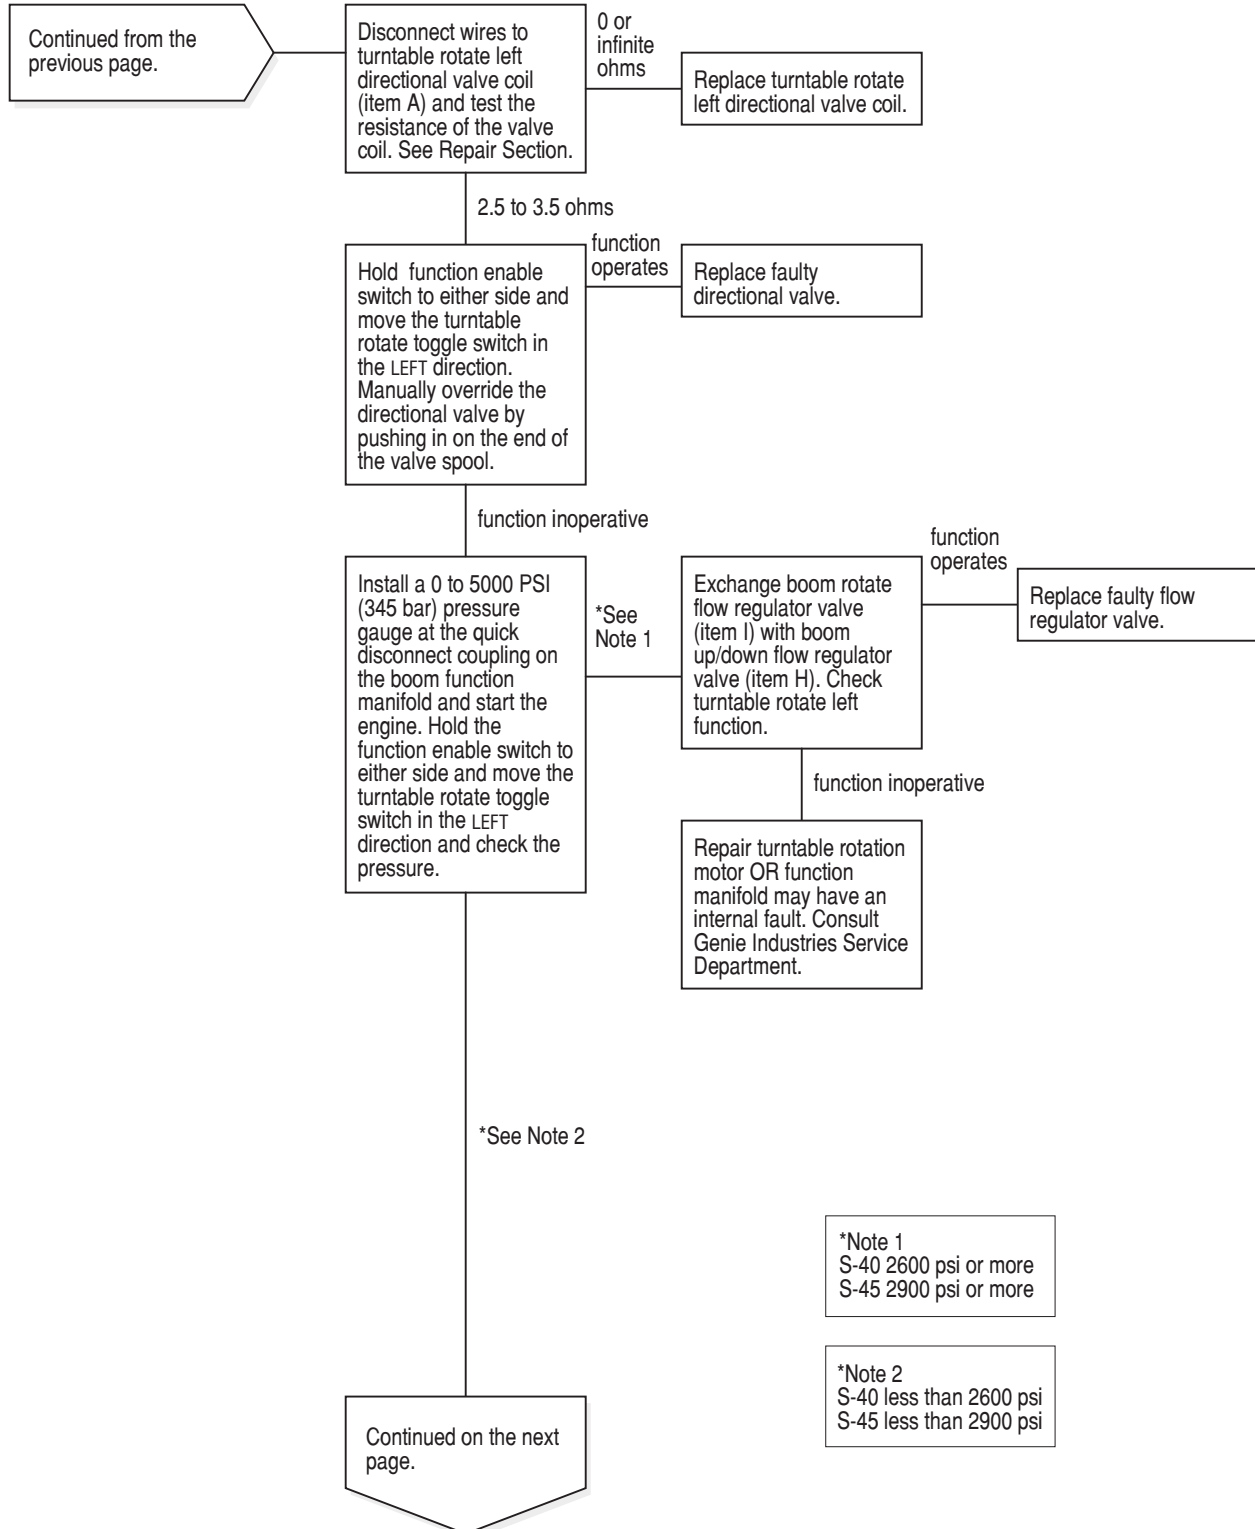 Continued from the
previous page.
Disconnect wires to
turntable rotate left
directional valve coil
(item A) and test the
resistance of the valve
coil. See Repair Section.
0 or
infinite
ohms
Replace turntable rotate
left directional valve coil.
2.5 to 3.5 ohms
Hold function enable
switch to either side and
move the turntable
rotate toggle switch in
the LEFT direction.
Manually override the
directional valve by
pushing in on the end of
the valve spool.
function
operates
Replace faulty
directional valve.
function inoperative
Install a 0 to 5000 PSI
(345 bar) pressure
gauge at the quick
disconnect coupling on
the boom function
manifold and start the
engine. Hold the
function enable switch to
either side and move the
turntable rotate toggle
switch in the LEFT
direction and check the
pressure.
*See
Note 1
Exchange boom rotate
flow regulator valve
(item I) with boom
up/down flow regulator
valve (item H). Check
turntable rotate left
function.
function
operates
Replace faulty flow
regulator valve.
function inoperative
Repair turntable rotation
motor OR function
manifold may have an
internal fault. Consult
Genie Industries Service
Department.
*See Note 2
*Note 1
S-40 2600 psi or more
S-45 2900 psi or more
*Note 2
S-40 less than 2600 psi
S-45 less than 2900 psi
Continued on the next
page.